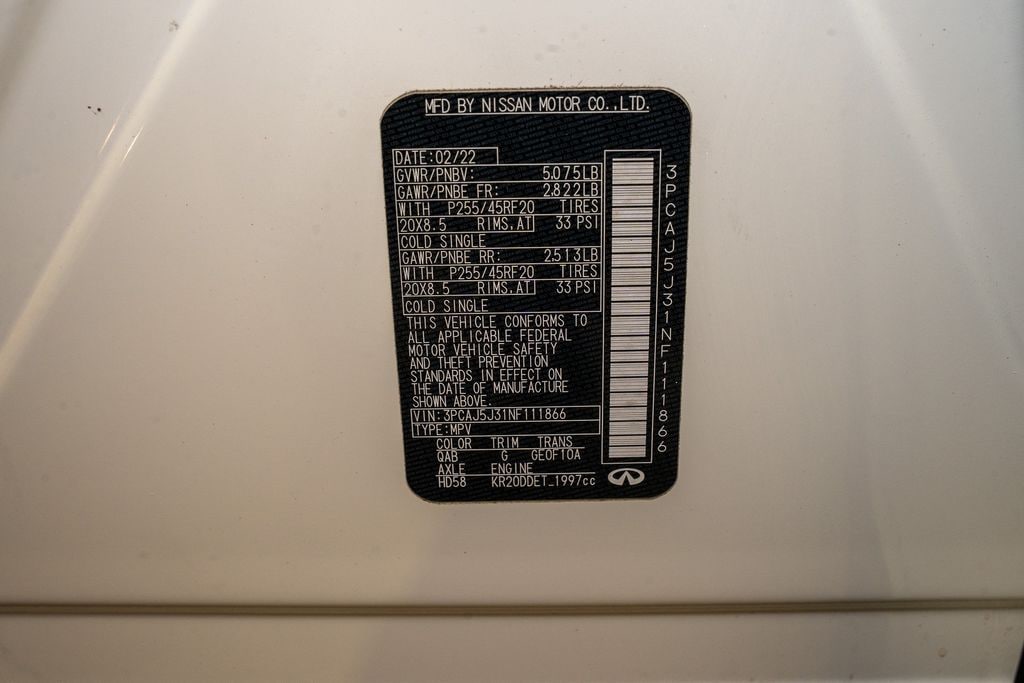 MFD BY NISSAN MOTOR CO.,LTD.
DATE:02/22
GVWR/PNBV: 5,075LB
GAWR/PNBE FR: 2,822LB
WITH P255/45RF20 TIRES
20X8.5 RIMS,AT 33 PSI
COLD SINGLE
GAWR/PNBE RR: 2,513LB
WITH P255/45RF20 TIRES
20X8.5 RIMS,AT 33 PSI
COLD SINGLE
THIS VEHICLE CONFORMS TO
ALL APPLICABLE FEDERAL
MOTOR VEHICLE SAFETY
AND THEFT PREVENTION
STANDARDS IN EFFECT ON
THE DATE OF MANUFACTURE
SHOWN ABOVE.
VIN:3PCAJ5J31NF111866
TYPE:MPV
COLOR TRIM TRANS
QAB G GE0F10A
AXLE ENGINE
HD58 KR20DDET_1997cc
3PCAJ5J31NF111866